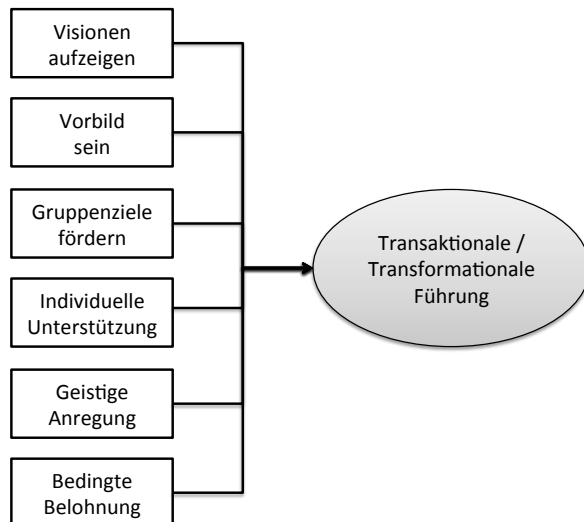 Visionen
aufzeigen
Vorbild
sein
Gruppenziele
fördern
Individuelle
Unterstützung
Geistige
Anregung
Bedingte
Belohnung
Transaktionale /
Transformationale
Führung